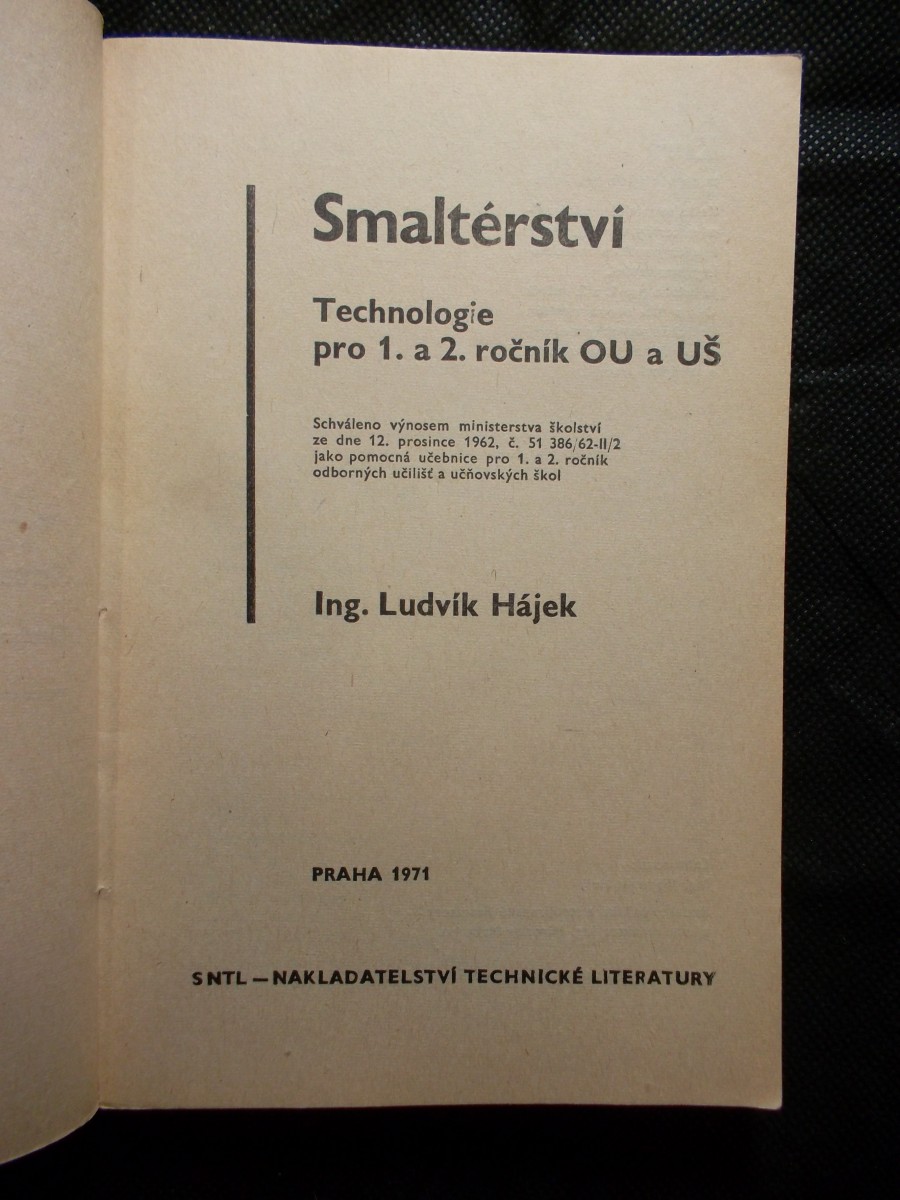 Smaltérství
Technologie
pro 1. a 2. ročník OU a UŠ
Schváleno výnosem ministerstva školství
ze dne 12. prosince 1962, č. 51 386/62-II/2
jako pomocná učebnice pro 1. a 2. ročník
odborných učilišť a učňovských škol
Ing. Ludvík Hájek
PRAHA 1971
SNTL — NAKLADATELSTVÍ TECHNICKÉ LITERATURY